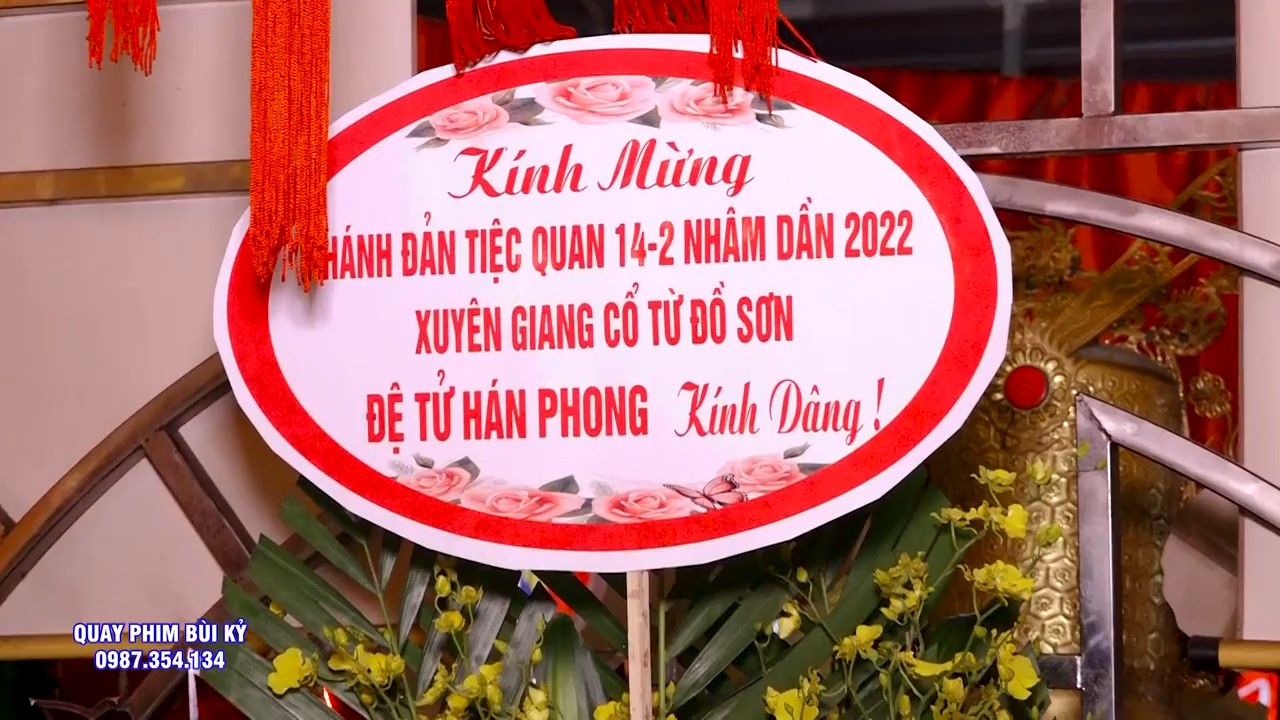 Kính Mừng
HÁNH ĐẢN TIỆC QUAN 14-2 NHÂM DẦN 2022
XUYÊN GIANG CỔ TỪ ĐỒ SƠN
ĐỆ TỬ HÁN PHONG Kính Dâng !
QUAY PHIM BÙI KỶ
0987.354.134